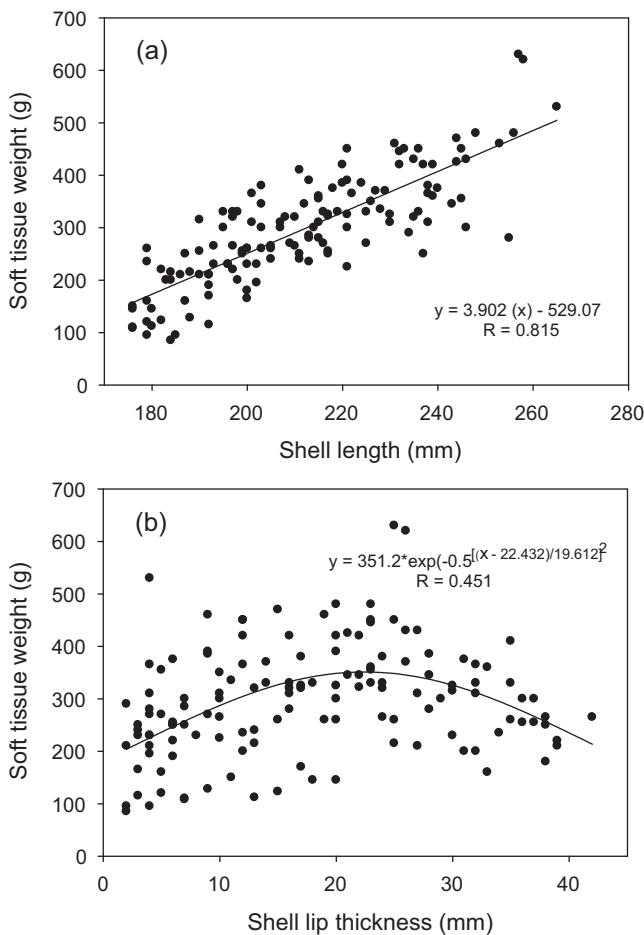 700
(a)
600
500
400
300
200
100
0
Soft tissue weight (g)
y = 3.902 (x) - 529.07
R = 0.815
180 200 220 240 260 280
Shell length (mm)
700
(b)
600
500
400
300
200
100
0
Soft tissue weight (g)
y = 351.2*exp(-0.5[(x - 22.432)/19.612]2
R = 0.451
0 10 20 30 40
Shell lip thickness (mm)